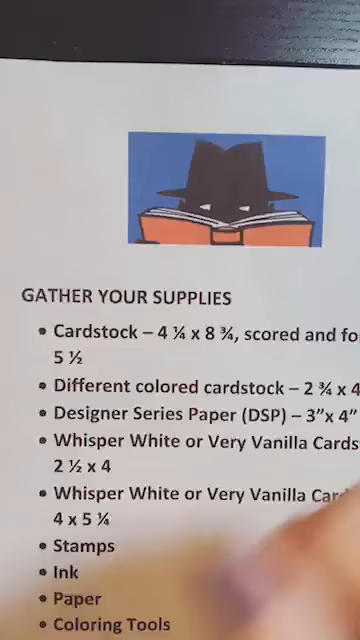 GATHER YOUR SUPPLIES
• Cardstock – 4 ¼ x 8 ¾, scored and fo
5 ½
• Different colored cardstock – 2 ¾ x 4
• Designer Series Paper (DSP) – 3”x 4”
• Whisper White or Very Vanilla Cards
2 ½ x 4
• Whisper White or Very Vanilla Car
4 x 5 ¼
• Stamps
• Ink
• Paper
• Coloring Tools